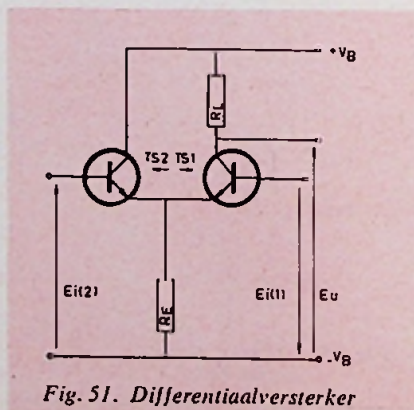 +VB
RL
TS2 TS1
Ei(2)
RE
Ei(1)
Eu
-VB
Fig. 51. Differentiaalversterker